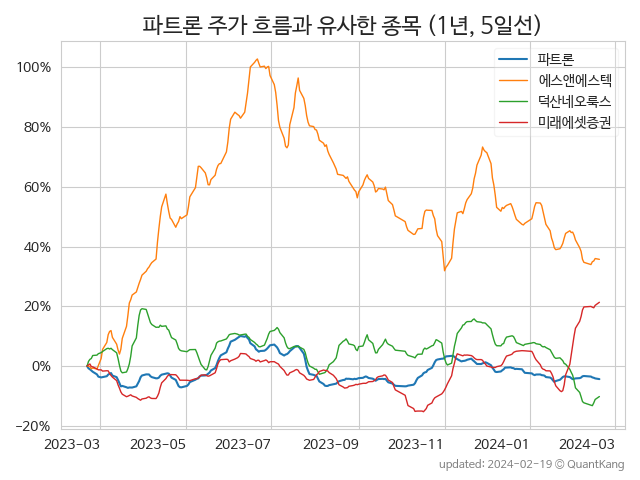 파트론 주가 흐름과 유사한 종목 (1년, 5일선)
파트론
에스앤에스텍
덕산네오룩스
미래에셋증권
100%
80%
60%
40%
20%
0%
−20%
2023-03 2023-05 2023-07 2023-09 2023-11 2024-01 2024-03
updated: 2024-02-19 © QuantKang